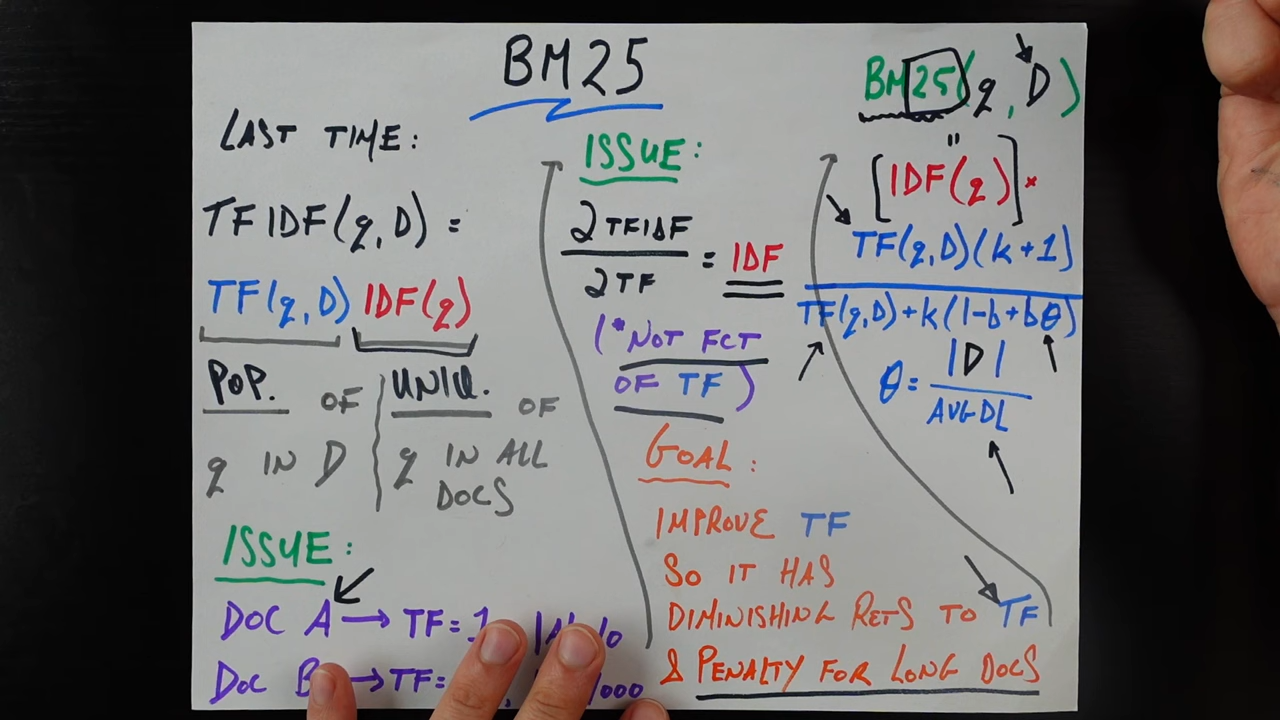 BM25
LAST TIME:
TFIDF(q,D) =
TF(q,D) IDF(q)
POP. OF
q IN D
UNIQ. OF
q IN ALL
DOCS
ISSUE:
DOC A → TF=1
DOC B → TF=
ISSUE:
∂TFIDF
∂TF
= IDF
(*NOT FCT
OF TF)
GOAL:
IMPROVE TF
SO IT HAS
DIMINISHING RETS TO TF
& PENALTY FOR LONG DOCS
BM25(q, D)
"
[IDF(q)] ×
TF(q,D)(k+1)
TF(q,D)+k(1-b+bθ)
θ = |D|
AVGDL